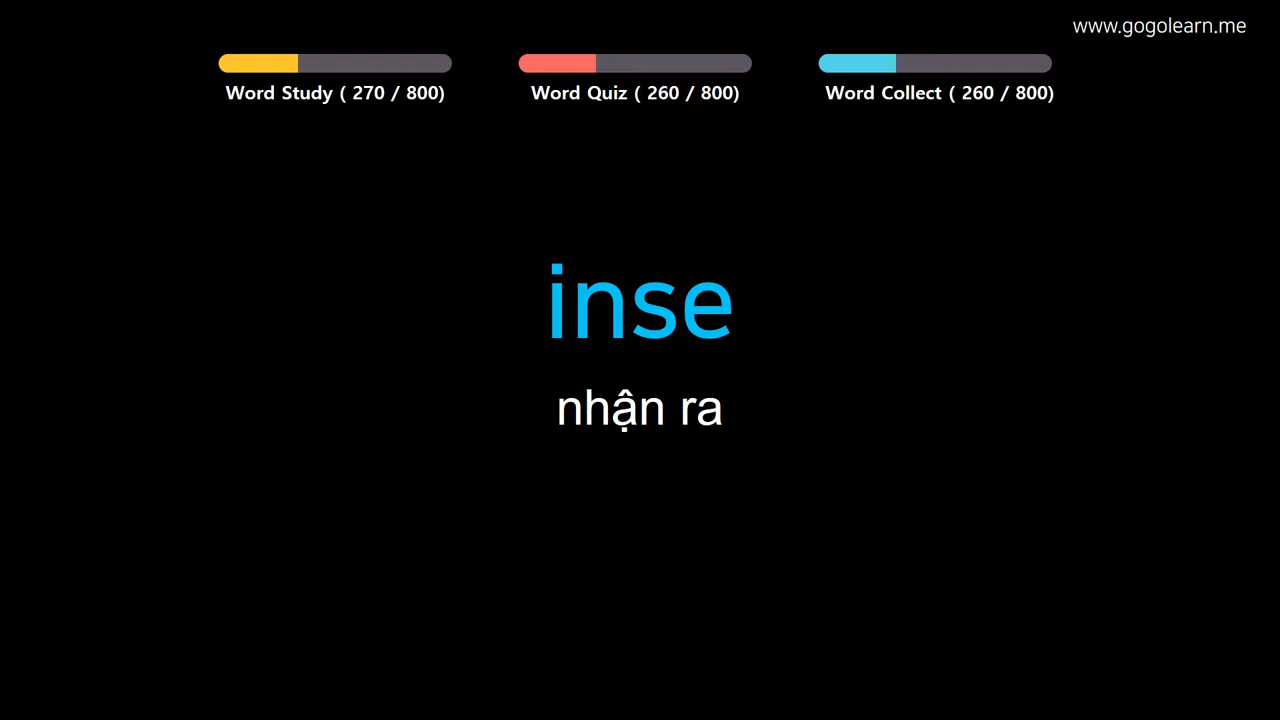 www.gogolearn.me
Word Study ( 270 / 800)
Word Quiz ( 260 / 800)
Word Collect ( 260 / 800)
inse
nhận ra